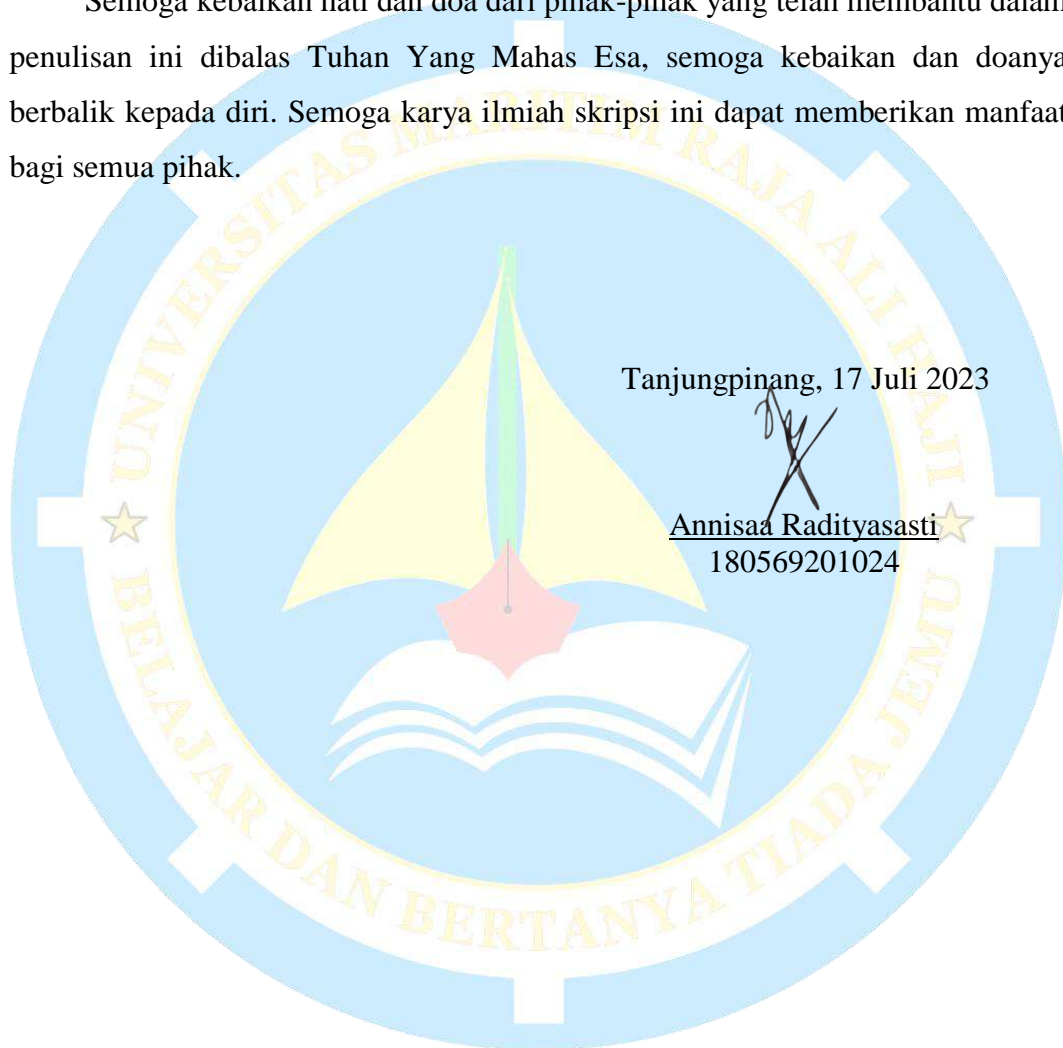 Semoga kebaikan hati dan doa dari pihak-pihak yang telah membantu dalam
penulisan ini dibalas Tuhan Yang Mahas Esa, semoga kebaikan dan doanya
berbalik kepada diri. Semoga karya ilmiah skripsi ini dapat memberikan manfaat
bagi semua pihak.
UNIVERSITAS MARITIM RAJA ALI HAJI
Tanjungpinang, 17 Juli 2023
Annisaa Radityasasti
180569201024
BELAJAR DAN BERTANYA TIADA JEMU